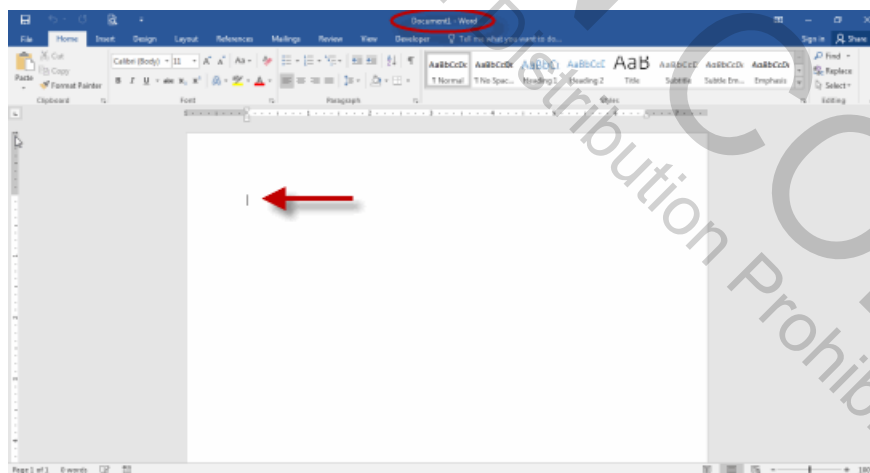 Document1 - Word
File Home Insert Design Layout References Mailings Review View Developer Tell me what you want to do... Sign in Share
Cut
Copy
Paste
Format Painter
Calibri (Body) 11
AaBbCcDc AaBbCcDc AaBbCc AaBbCcC AaB AaBbCcC AaBbCcDc AaBbCcDc
¶ Normal ¶ No Spac... Heading 1 Heading 2 Title Subtitle Subtle Em... Emphasis
Find
Replace
Select
Clipboard Font Paragraph Styles Editing
Page 1 of 1 0 words
Distribution Prohib